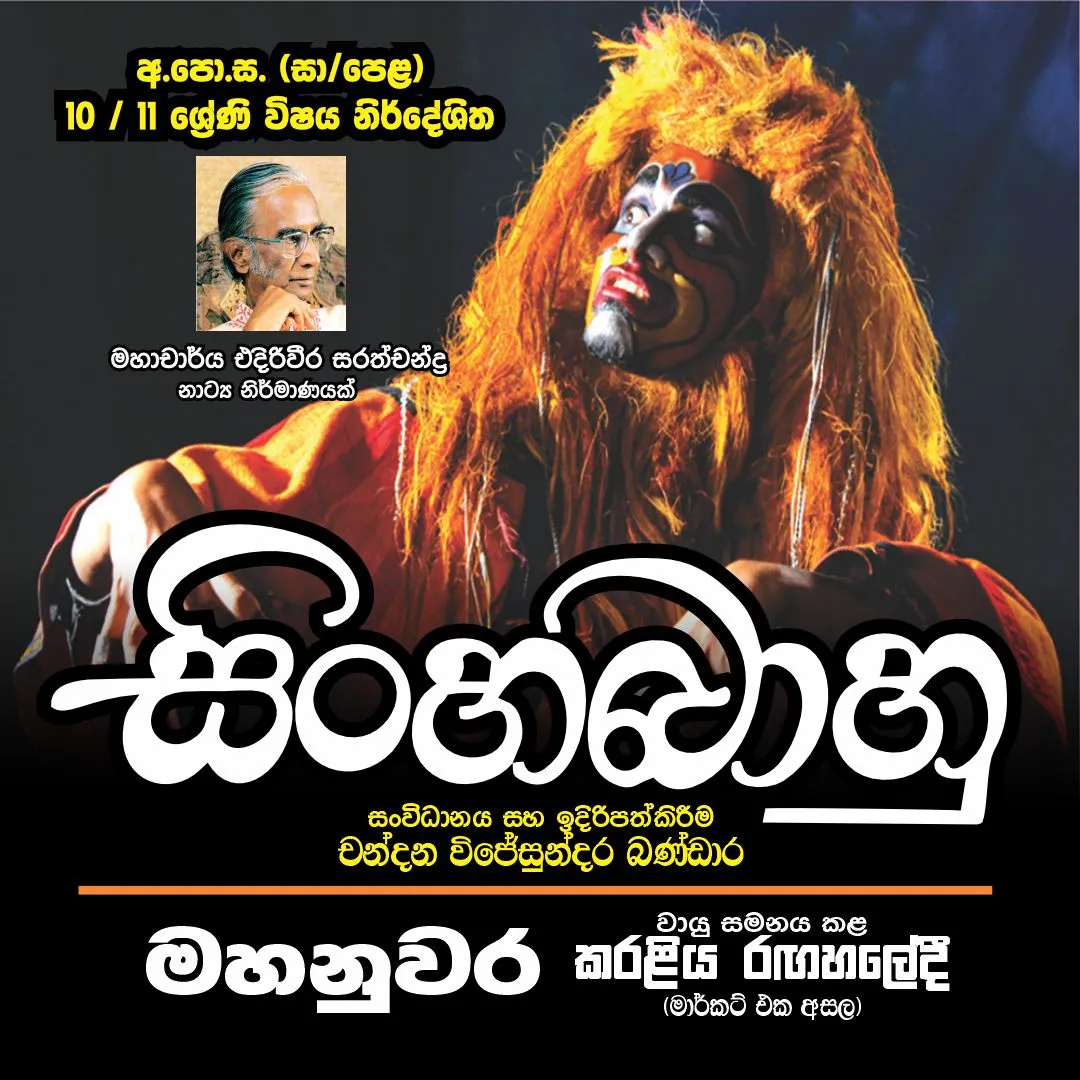 අ.පො.ස. (සා/පෙළ)
10 / 11 ශ්‍රේණි විෂය නිර්දේශිත
මහාචාර්ය එදිරිවීර සරත්චන්ද්‍ර
නාට්‍ය නිර්මාණයක්
සිංහබාහු
සංවිධානය සහ ඉදිරිපත්කිරීම
චන්දන විජේසුන්දර බණ්ඩාර
මහනුවර
වායු සමනය කළ
කරළිය රඟහලේදී
(මාර්කට් එක අසල)